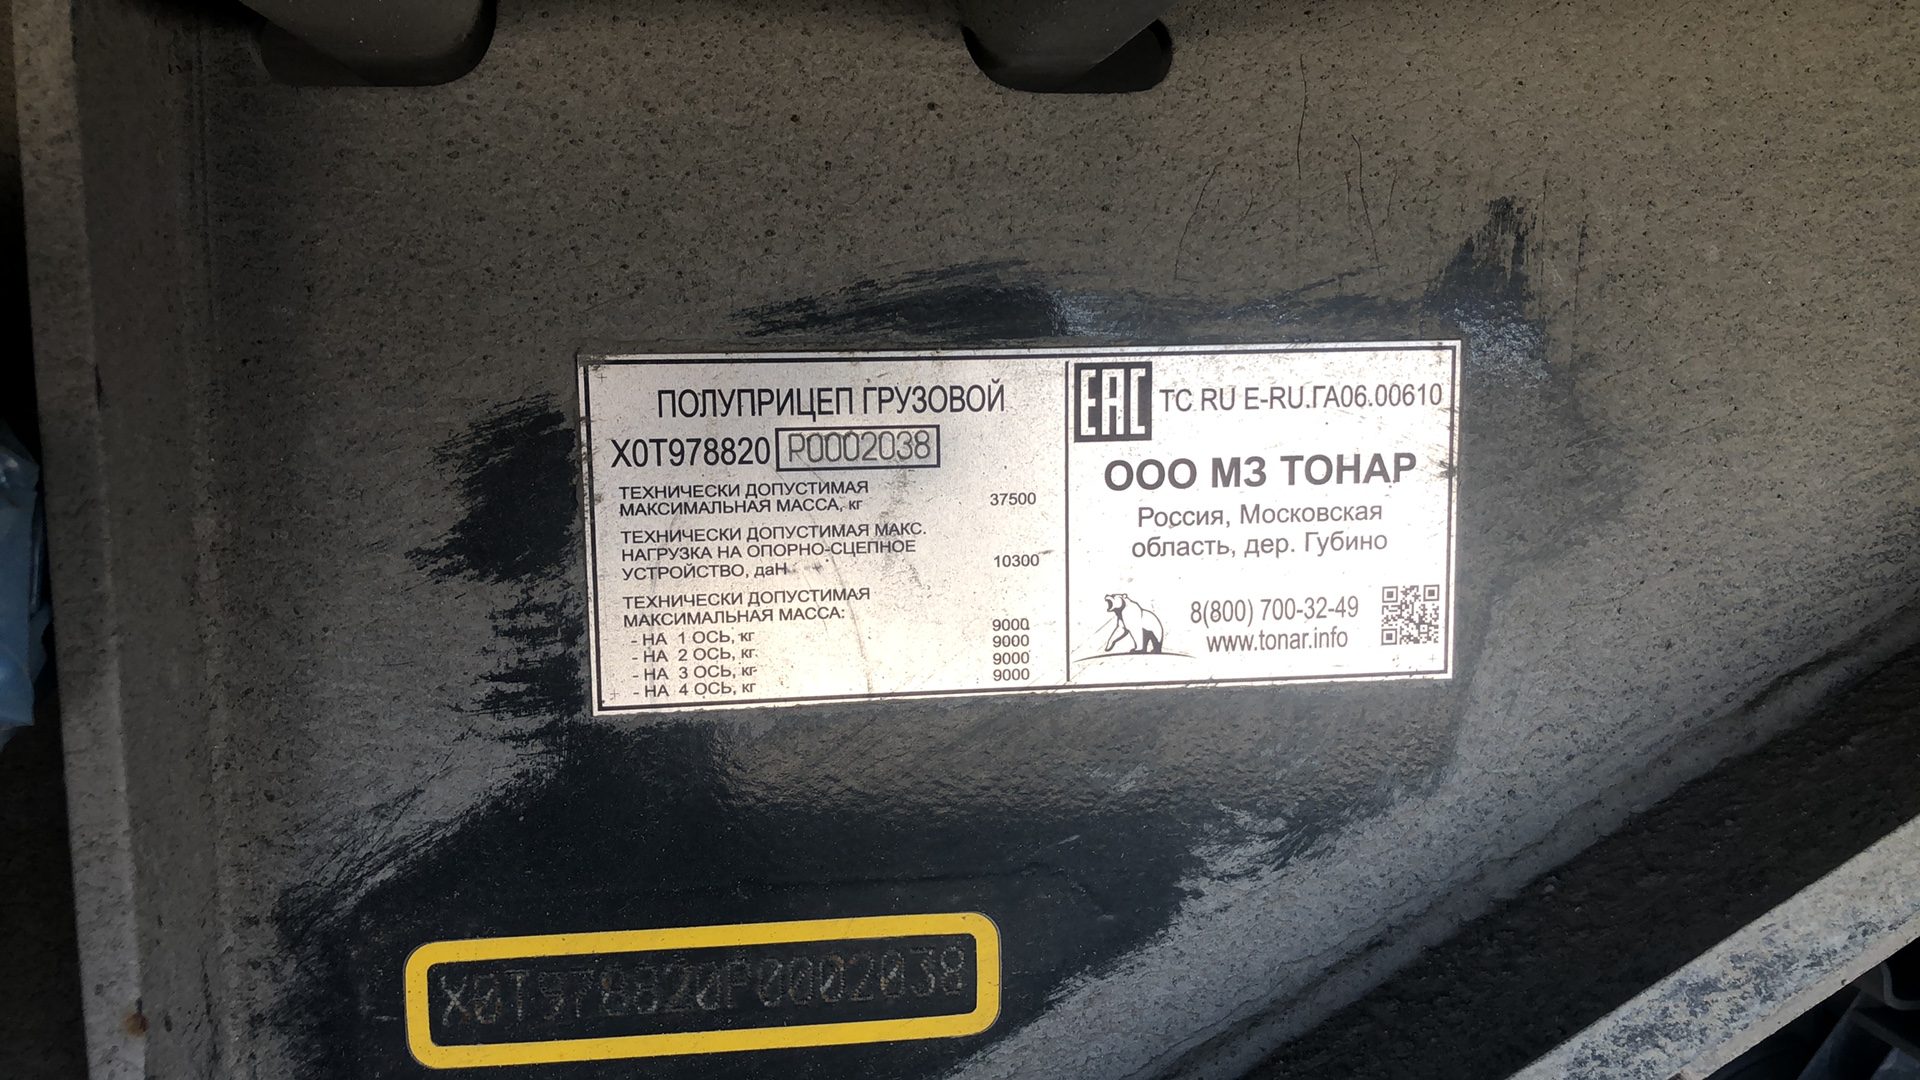 ПОЛУПРИЦЕП ГРУЗОВОЙ
X0T978820 P0002038
ТЕХНИЧЕСКИ ДОПУСТИМАЯ
МАКСИМАЛЬНАЯ МАССА, кг 37500
ТЕХНИЧЕСКИ ДОПУСТИМАЯ МАКС.
НАГРУЗКА НА ОПОРНО-СЦЕПНОЕ
УСТРОЙСТВО, даН 10300
ТЕХНИЧЕСКИ ДОПУСТИМАЯ
МАКСИМАЛЬНАЯ МАССА:
- НА 1 ОСЬ, кг 9000
- НА 2 ОСЬ, кг 9000
- НА 3 ОСЬ, кг 9000
- НА 4 ОСЬ, кг 9000
EAC TC RU E-RU.ГА06.00610
ООО МЗ ТОНАР
Россия, Московская
область, дер. Губино
8(800) 700-32-49
www.tonar.info
X0T978820P0002038